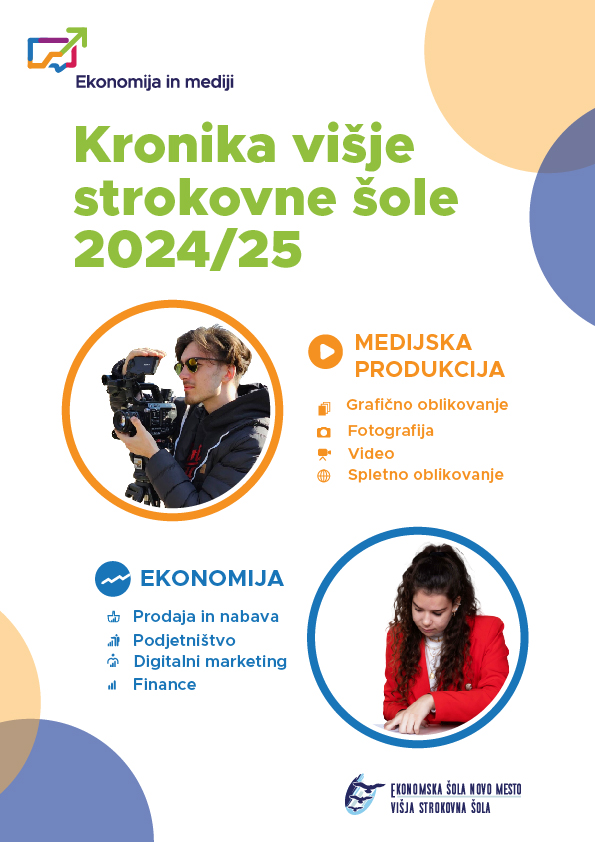 Ekonomija in mediji
Kronika višje
strokovne šole
2024/25
MEDIJSKA
PRODUKCIJA
Grafično oblikovanje
Fotografija
Video
Spletno oblikovanje
EKONOMIJA
Prodaja in nabava
Podjetništvo
Digitalni marketing
Finance
EKONOMSKA ŠOLA NOVO MESTO
VIŠJA STROKOVNA ŠOLA